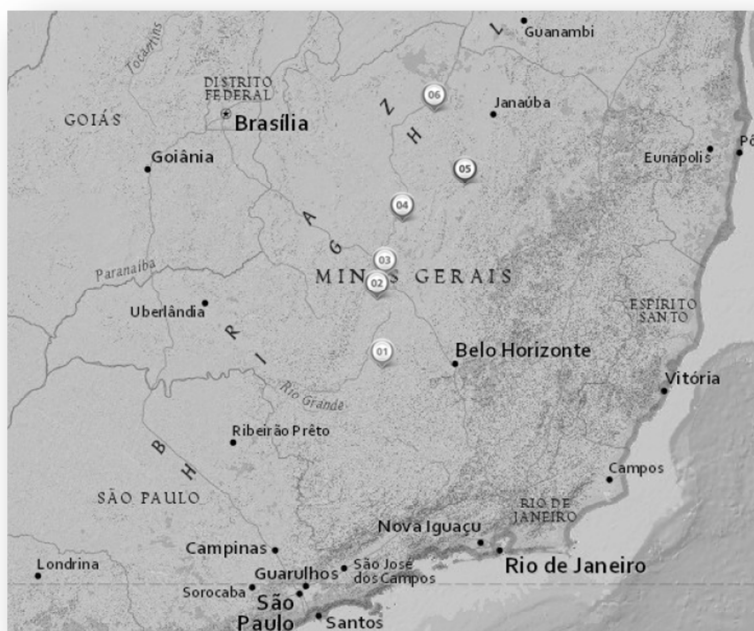 Guanambi
Tocantins
DISTRITO
FEDERAL
GOIÁS
Brasília
06
Janaúba
Goiânia
Eunápolis
Pô
05
04
03
Paranaíba
MINAS GERAIS
02
Uberlândia
ESPÍRITO
SANTO
01
Belo Horizonte
Vitória
Rio Grande
Ribeirão Prêto
Campos
SÃO PAULO
RIO DE
JANEIRO
Nova Iguaçu
Campinas
Rio de Janeiro
Londrina
Guarulhos
São José
dos Campos
Sorocaba
São
Paulo
Santos
B R A Z I L
H I G H